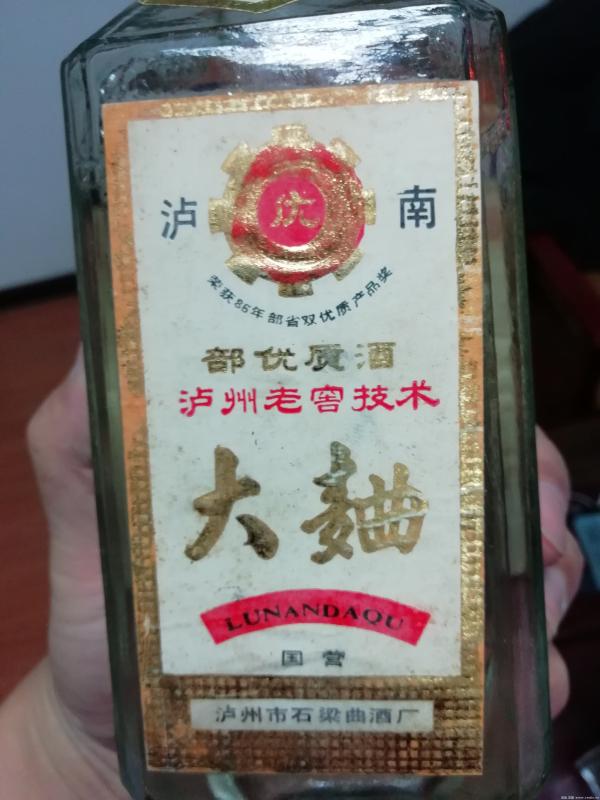 泸 优 南
荣获86年部省双优质产品奖
部优质酒
泸州老窖技术
大麯
LUNANDAQU
国营
泸州市石梁曲酒厂